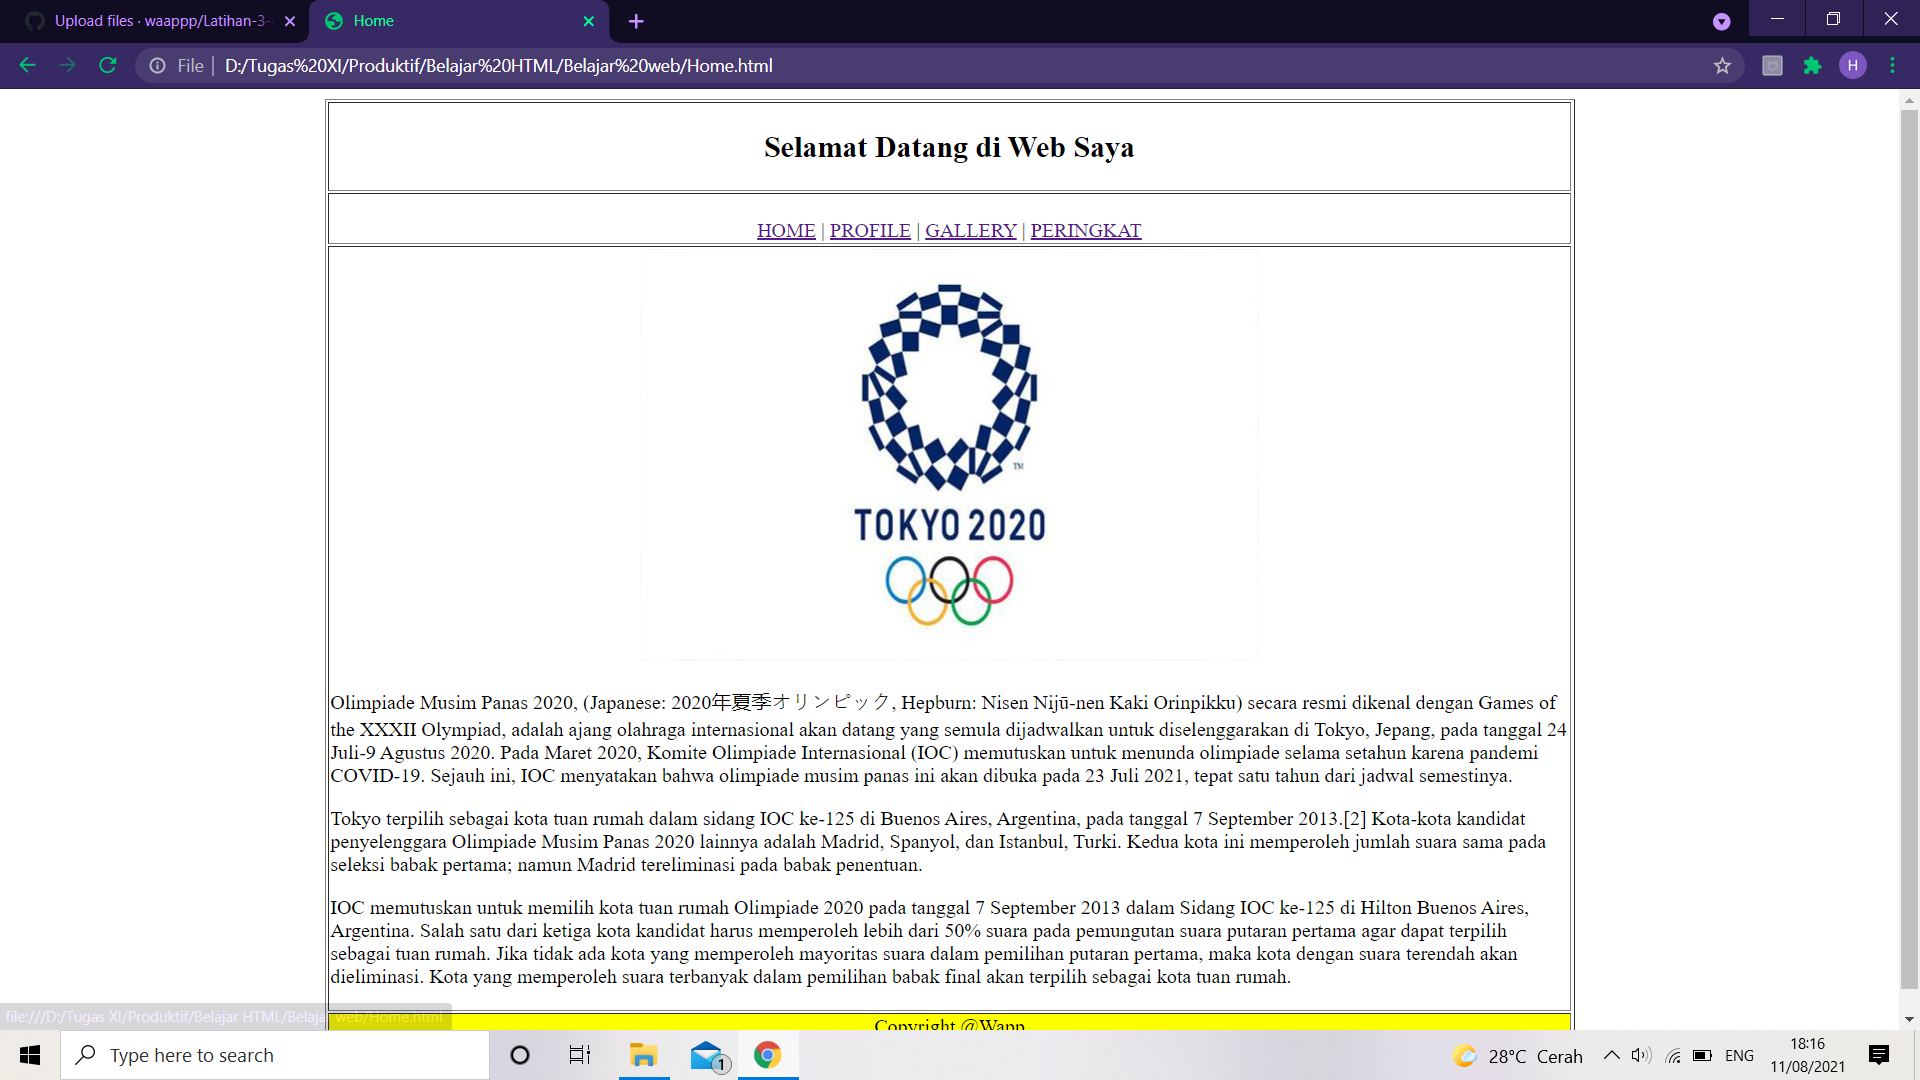 Upload files · waappp/Latihan-3-
Home
File
D:/Tugas%20XI/Produktif/Belajar%20HTML/Belajar%20web/Home.html
H
Selamat Datang di Web Saya
HOME | PROFILE | GALLERY | PERINGKAT
TM
TOKYO 2020
Olimpiade Musim Panas 2020, (Japanese: 2020年夏季オリンピック, Hepburn: Nisen Nijū-nen Kaki Orinpikku) secara resmi dikenal dengan Games of
the XXXII Olympiad, adalah ajang olahraga internasional akan datang yang semula dijadwalkan untuk diselenggarakan di Tokyo, Jepang, pada tanggal 24
Juli-9 Agustus 2020. Pada Maret 2020, Komite Olimpiade Internasional (IOC) memutuskan untuk menunda olimpiade selama setahun karena pandemi
COVID-19. Sejauh ini, IOC menyatakan bahwa olimpiade musim panas ini akan dibuka pada 23 Juli 2021, tepat satu tahun dari jadwal semestinya.
Tokyo terpilih sebagai kota tuan rumah dalam sidang IOC ke-125 di Buenos Aires, Argentina, pada tanggal 7 September 2013.[2] Kota-kota kandidat
penyelenggara Olimpiade Musim Panas 2020 lainnya adalah Madrid, Spanyol, dan Istanbul, Turki. Kedua kota ini memperoleh jumlah suara sama pada
seleksi babak pertama; namun Madrid tereliminasi pada babak penentuan.
IOC memutuskan untuk memilih kota tuan rumah Olimpiade 2020 pada tanggal 7 September 2013 dalam Sidang IOC ke-125 di Hilton Buenos Aires,
Argentina. Salah satu dari ketiga kota kandidat harus memperoleh lebih dari 50% suara pada pemungutan suara putaran pertama agar dapat terpilih
sebagai tuan rumah. Jika tidak ada kota yang memperoleh mayoritas suara dalam pemilihan putaran pertama, maka kota dengan suara terendah akan
dieliminasi. Kota yang memperoleh suara terbanyak dalam pemilihan babak final akan terpilih sebagai kota tuan rumah.
file:///D:/Tugas XI/Produktif/Belajar HTML/Belajar web/Home.html
Copyright @Wapp
Type here to search
1
28°C Cerah
ENG
18:16
11/08/2021